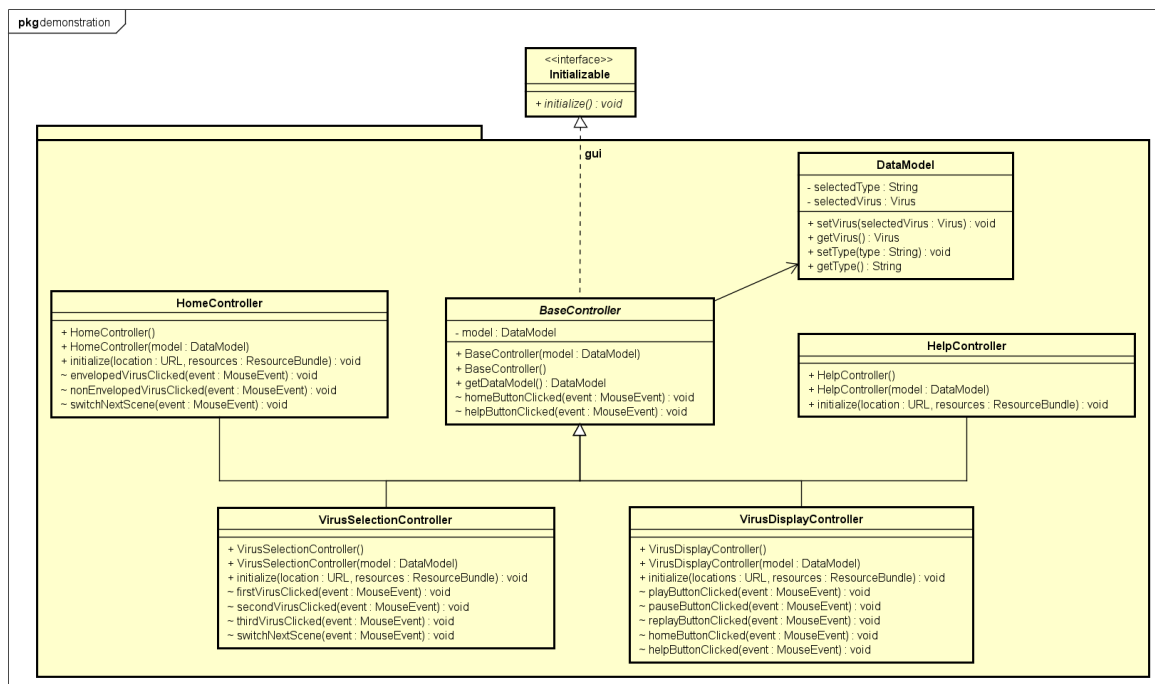 pkg demonstration
<<interface>>
Initializable
+ initialize() : void
gui
DataModel
- selectedType : String
- selectedVirus : Virus
+ setVirus(selectedVirus : Virus) : void
+ getVirus() : Virus
+ setType(type : String) : void
+ getType() : String
HomeController
+ HomeController()
+ HomeController(model : DataModel)
+ initialize(location : URL, resources : ResourceBundle) : void
~ envelopedVirusClicked(event : MouseEvent) : void
~ nonEnvelopedVirusClicked(event : MouseEvent) : void
~ switchNextScene(event : MouseEvent) : void
BaseController
- model : DataModel
+ BaseController(model : DataModel)
+ BaseController()
+ getDataModel() : DataModel
~ homeButtonClicked(event : MouseEvent) : void
~ helpButtonClicked(event : MouseEvent) : void
HelpController
+ HelpController()
+ HelpController(model : DataModel)
+ initialize(location : URL, resources : ResourceBundle) : void
VirusSelectionController
+ VirusSelectionController()
+ VirusSelectionController(model : DataModel)
+ initialize(location : URL, resources : ResourceBundle) : void
~ firstVirusClicked(event : MouseEvent) : void
~ secondVirusClicked(event : MouseEvent) : void
~ thirdVirusClicked(event : MouseEvent) : void
~ switchNextScene(event : MouseEvent) : void
VirusDisplayController
+ VirusDisplayController()
+ VirusDisplayController(model : DataModel)
+ initialize(locations : URL, resources : ResourceBundle) : void
~ playButtonClicked(event : MouseEvent) : void
~ pauseButtonClicked(event : MouseEvent) : void
~ replayButtonClicked(event : MouseEvent) : void
~ homeButtonClicked(event : MouseEvent) : void
~ helpButtonClicked(event : MouseEvent) : void